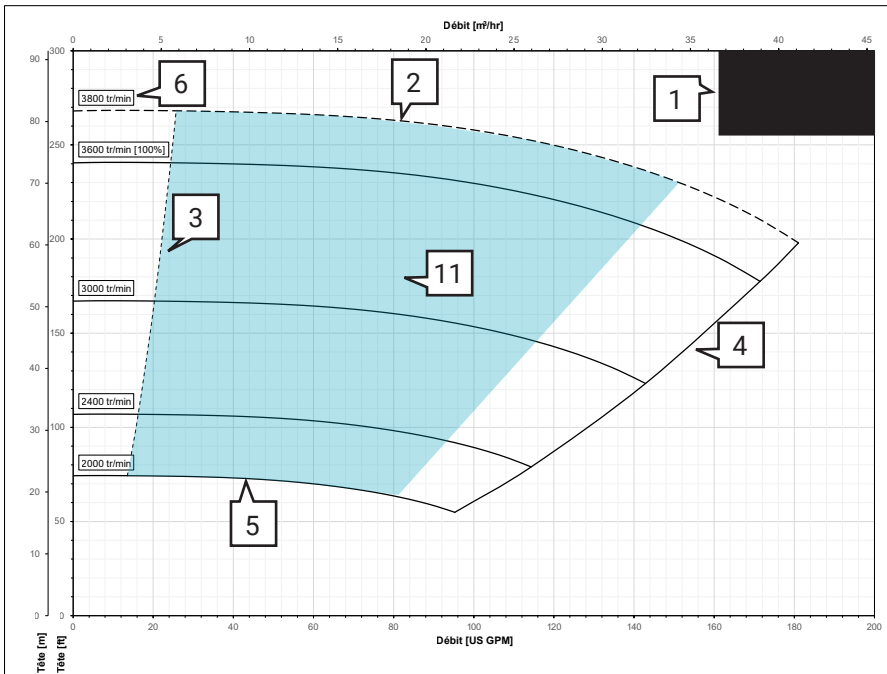 Débit [m³/hr]
0 5 10 15 20 25 30 35 40 45
90 300
80 250
70
60 200
50 150
40
30 100
20 50
10
0 0
3800 tr/min
3600 tr/min [100%]
3000 tr/min
2400 tr/min
2000 tr/min
6
2
1
3
11
4
5
0 20 40 60 80 100 120 140 160 180 200
Débit [US GPM]
Tête [m]
Tête [ft]